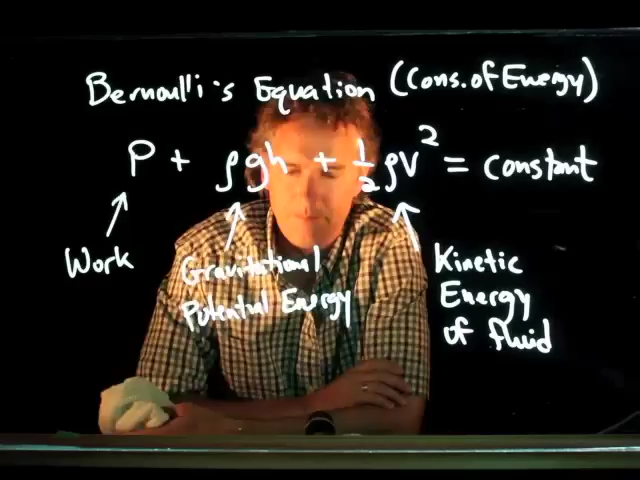 Bernoulli's Equation (Cons. of Energy)
P + ρgh + ½ρV² = constant
Work
Gravitational
Potential Energy
Kinetic
Energy
of fluid